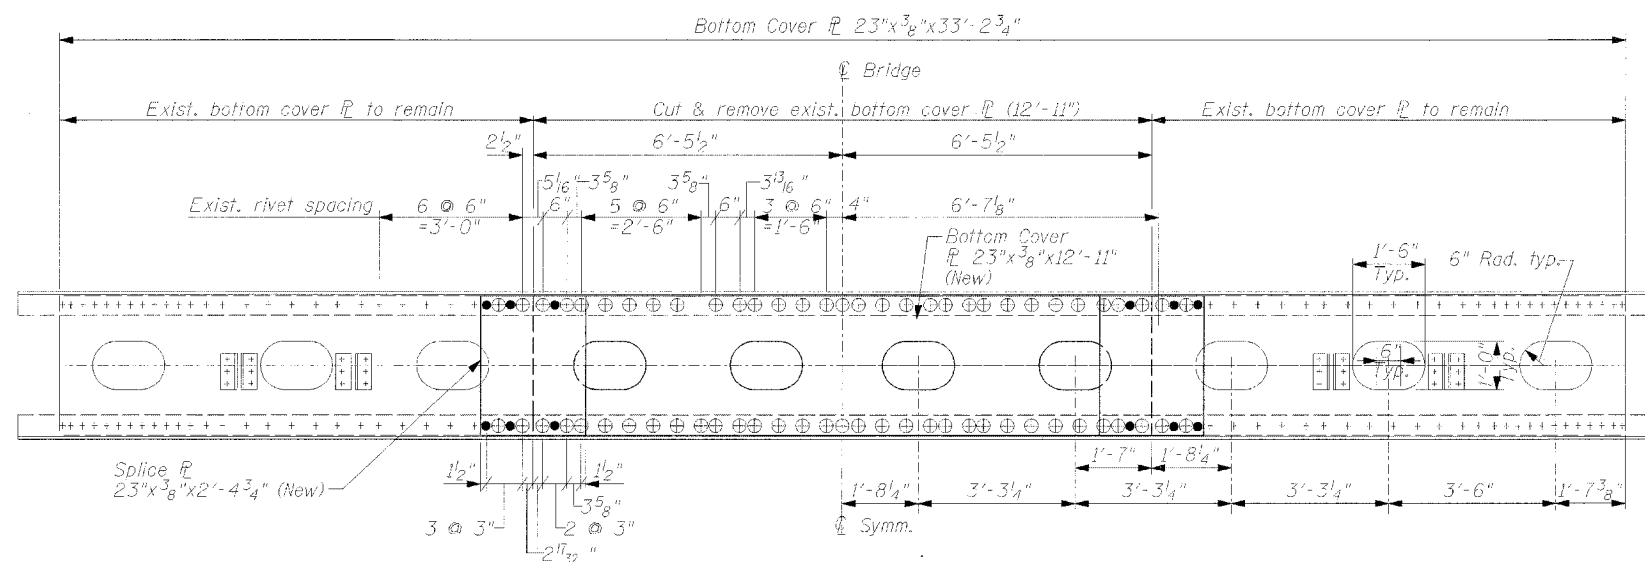 Bottom Cover ℄ 23"x3/8"x33'-2 3/4"
℄ Bridge
Exist. bottom cover ℙL to remain
Cut & remove exist. bottom cover ℙL (12'-11")
Exist. bottom cover ℙL to remain
2 1/2"
6'-5 1/2"
6'-5 1/2"
5 1/16"
3 5/8"
3 5/8"
3 13/16"
Exist. rivet spacing
6 @ 6"
=3'-0"
6"
5 @ 6"
=2'-6"
6"
3 @ 6"
=1'-6"
4"
6'-7 1/8"
Bottom Cover
PL 23"x3/8"x12'-11"
(New)
1'-6"
Typ.
6" Rad. typ.
6"
Typ.
1'-0"
Typ.
Splice PL
23"x3/8"x2'-4 3/4" (New)
1 1/2"
1 1/2"
3 5/8"
3 @ 3"
2 @ 3"
2 17/32"
1'-7"
1'-8 1/4"
1'-8 1/4"
3'-3 1/4"
3'-3 1/4"
3'-3 1/4"
3'-6"
1'-7 3/8"
℄ Symm.